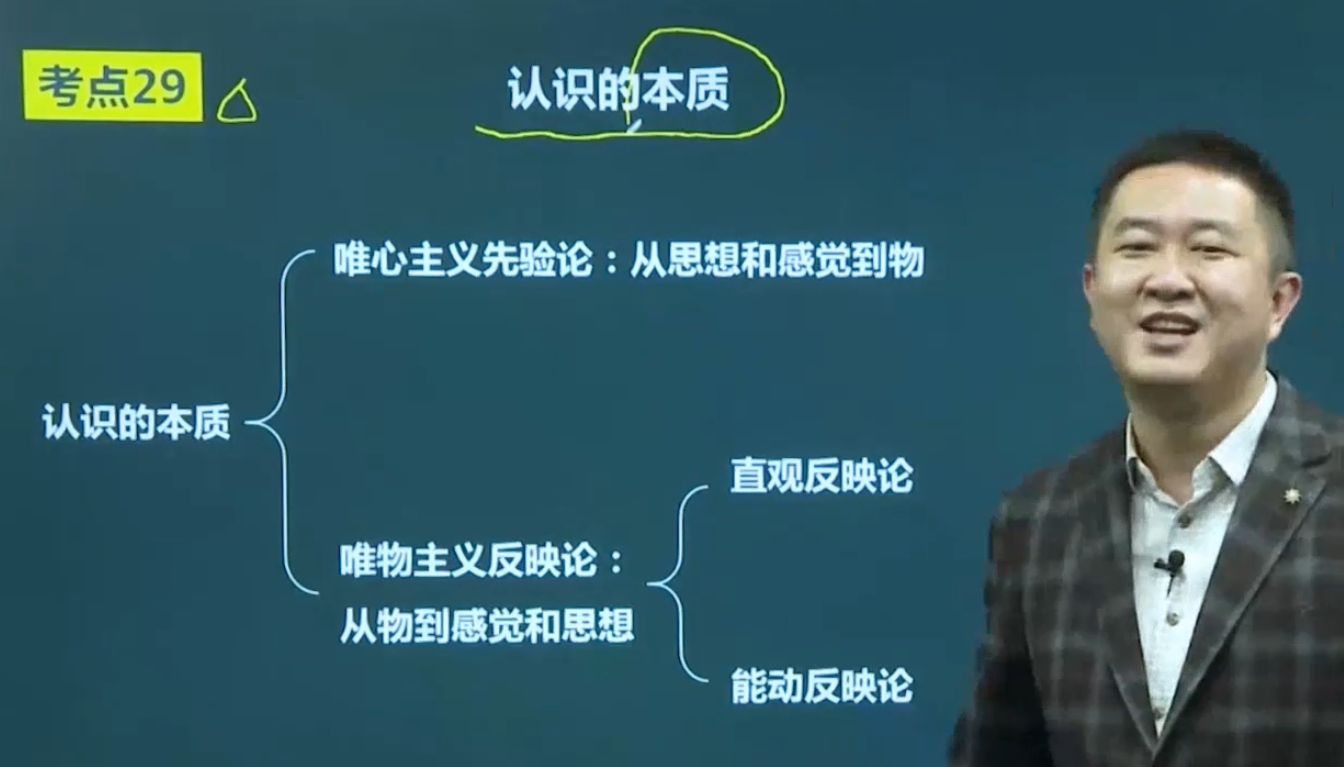 考点29
认识的本质
唯心主义先验论：从思想和感觉到物
认识的本质
直观反映论
唯物主义反映论：
从物到感觉和思想
能动反映论